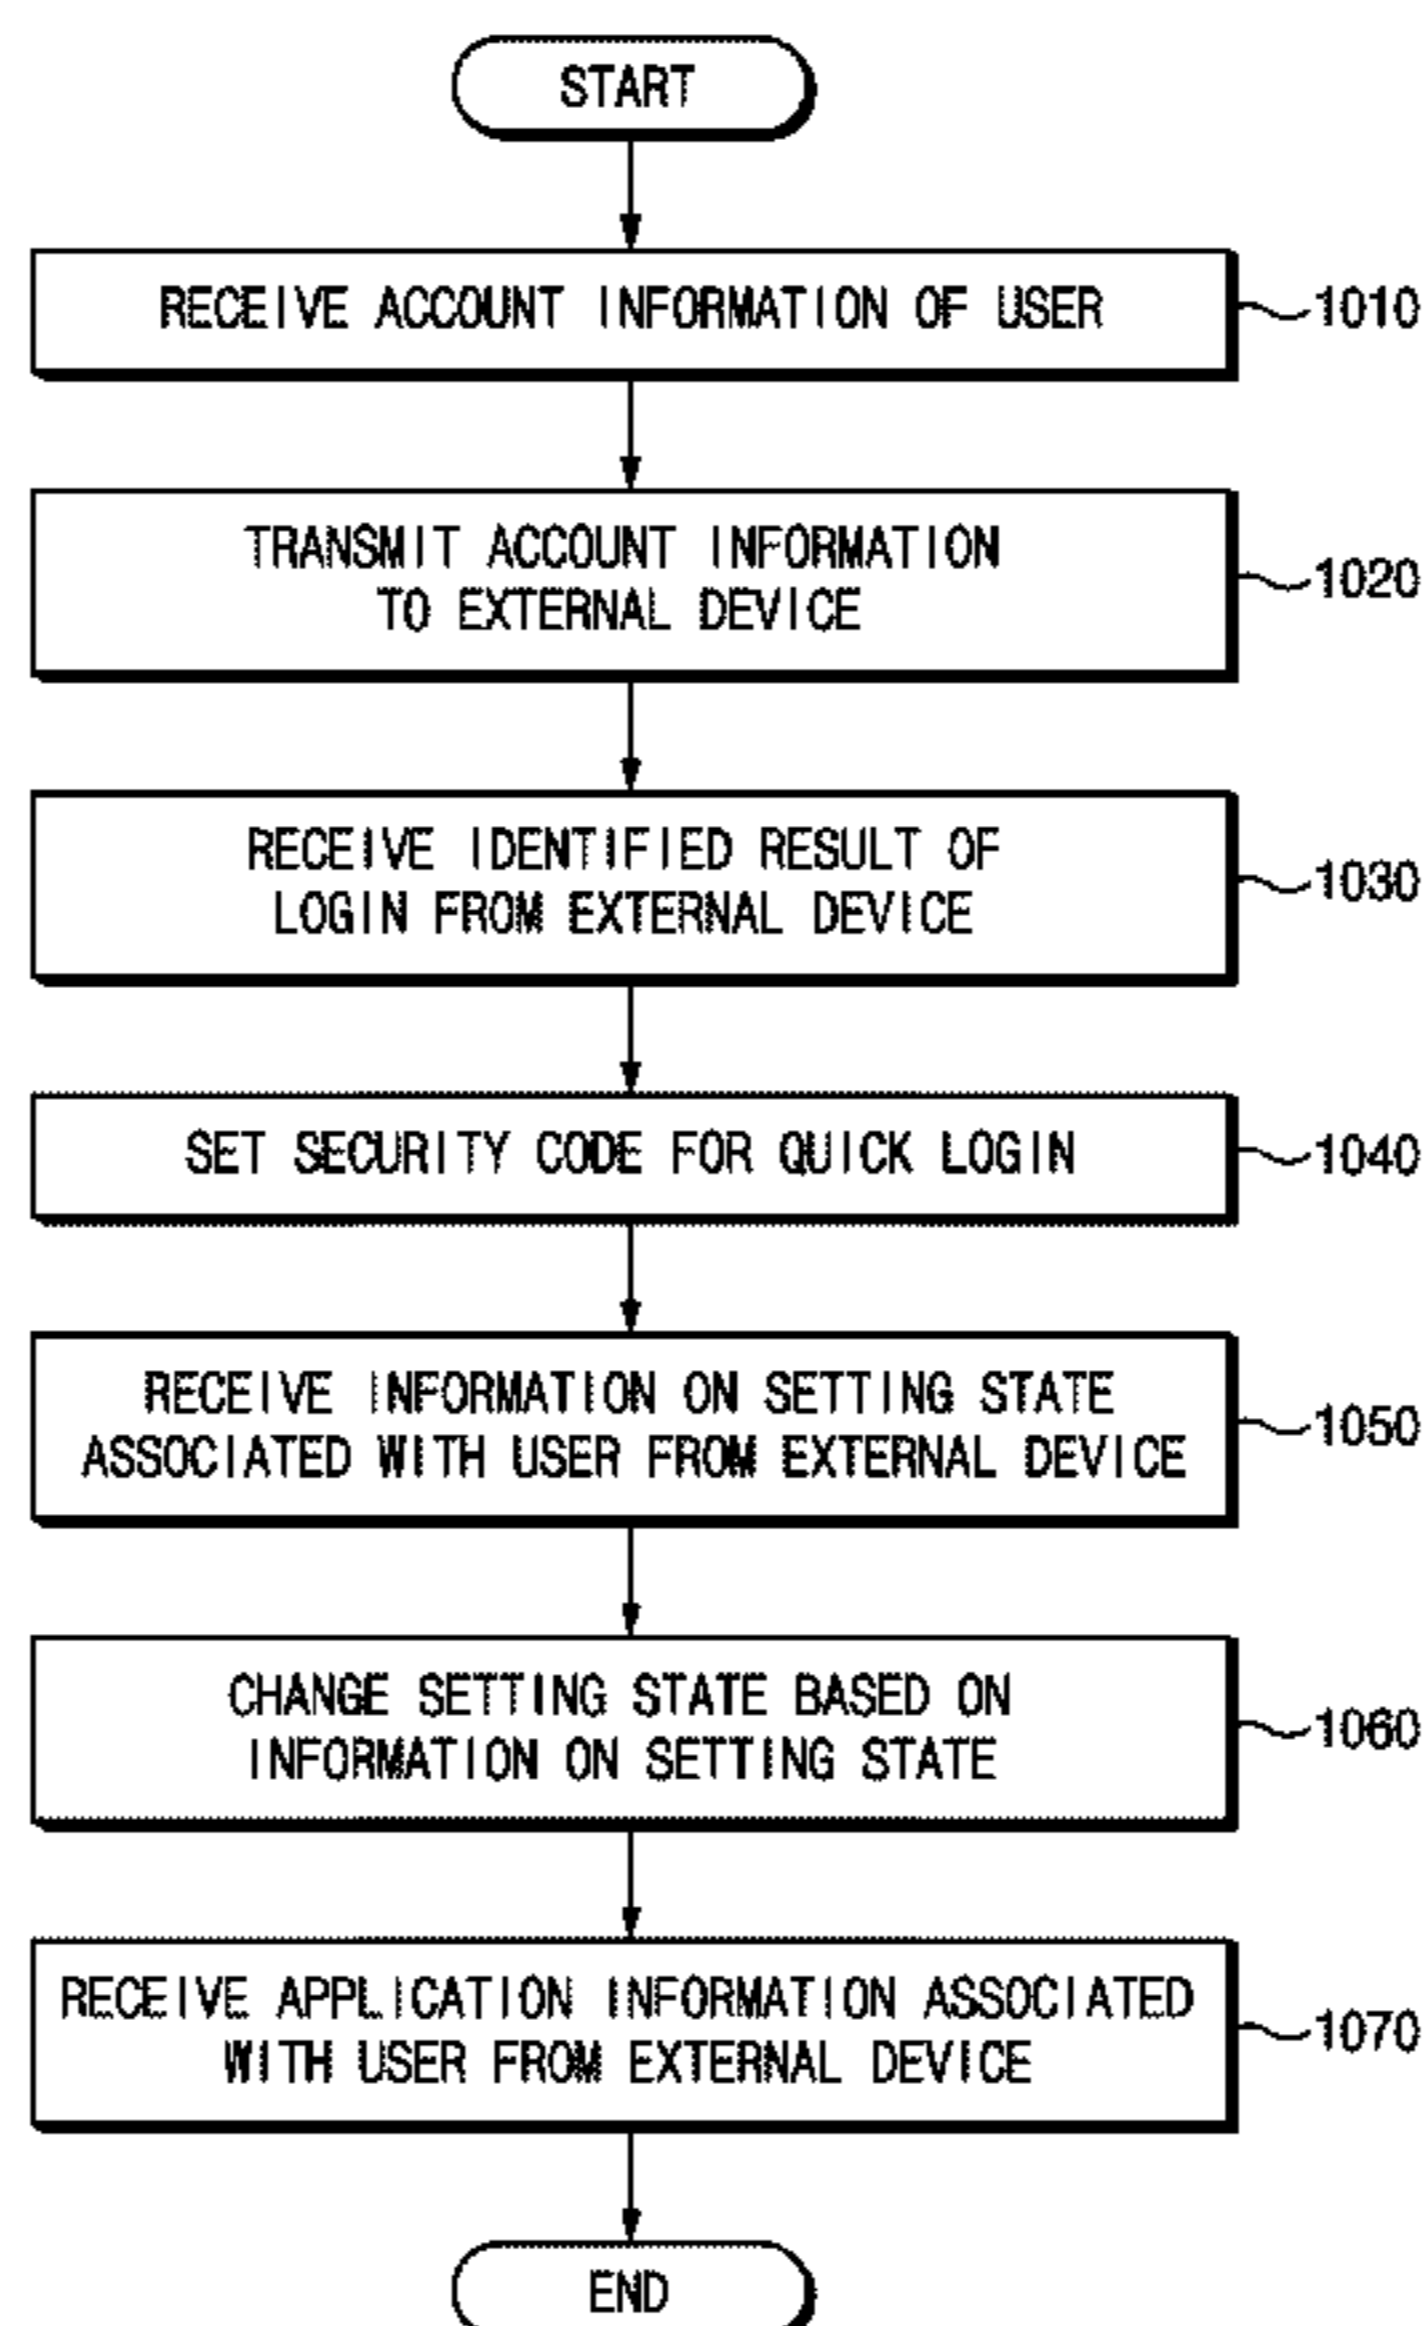 START
RECEIVE ACCOUNT INFORMATION OF USER
1010
TRANSMIT ACCOUNT INFORMATION
TO EXTERNAL DEVICE
1020
RECEIVE IDENTIFIED RESULT OF
LOGIN FROM EXTERNAL DEVICE
1030
SET SECURITY CODE FOR QUICK LOGIN
1040
RECEIVE INFORMATION ON SETTING STATE
ASSOCIATED WITH USER FROM EXTERNAL DEVICE
1050
CHANGE SETTING STATE BASED ON
INFORMATION ON SETTING STATE
1060
RECEIVE APPLICATION INFORMATION ASSOCIATED
WITH USER FROM EXTERNAL DEVICE
1070
END